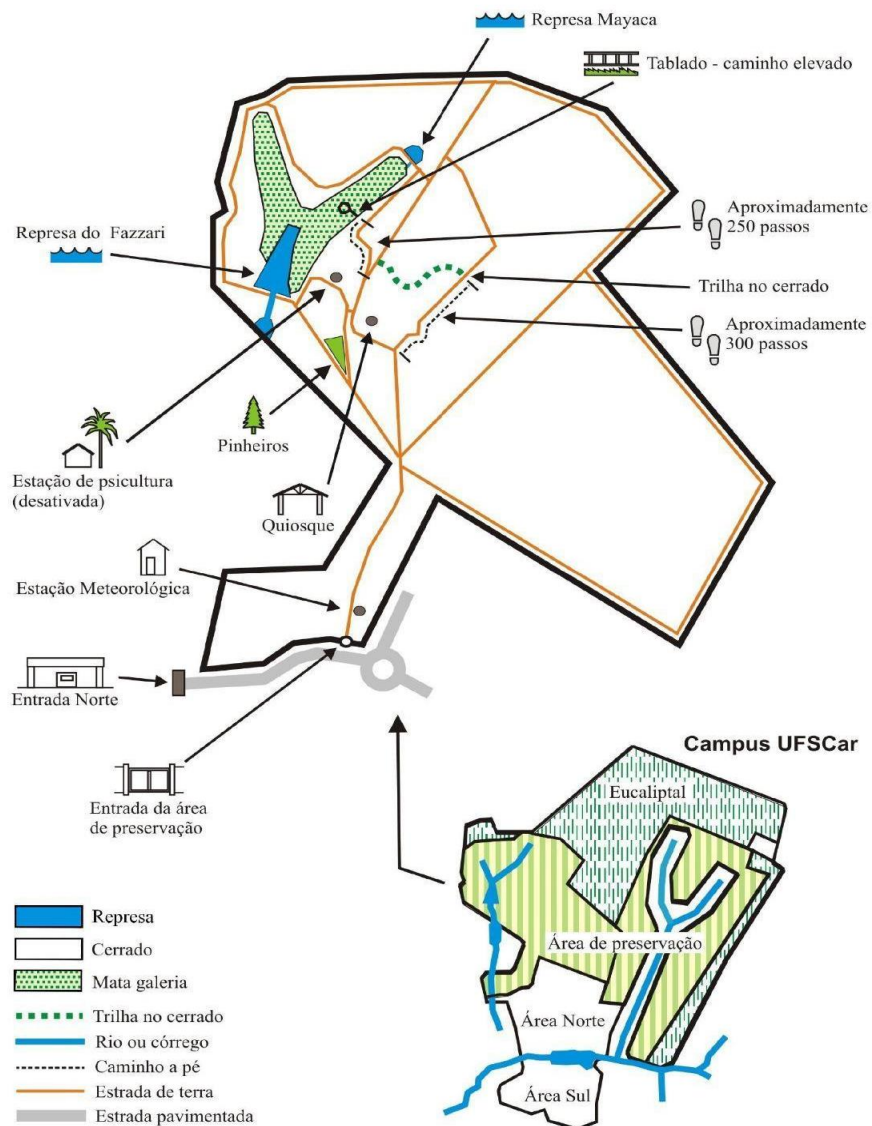 Represa Mayaca
Tablado - caminho elevado
Represa do Fazzari
Aproximadamente
250 passos
Trilha no cerrado
Aproximadamente
300 passos
Pinheiros
Estação de psicultura
(desativada)
Quiosque
Estação Meteorológica
Entrada Norte
Entrada da área
de preservação
Campus UFSCar
Eucaliptal
Área de preservação
Área Norte
Área Sul
Represa
Cerrado
Mata galeria
Trilha no cerrado
Rio ou córrego
Caminho a pé
Estrada de terra
Estrada pavimentada